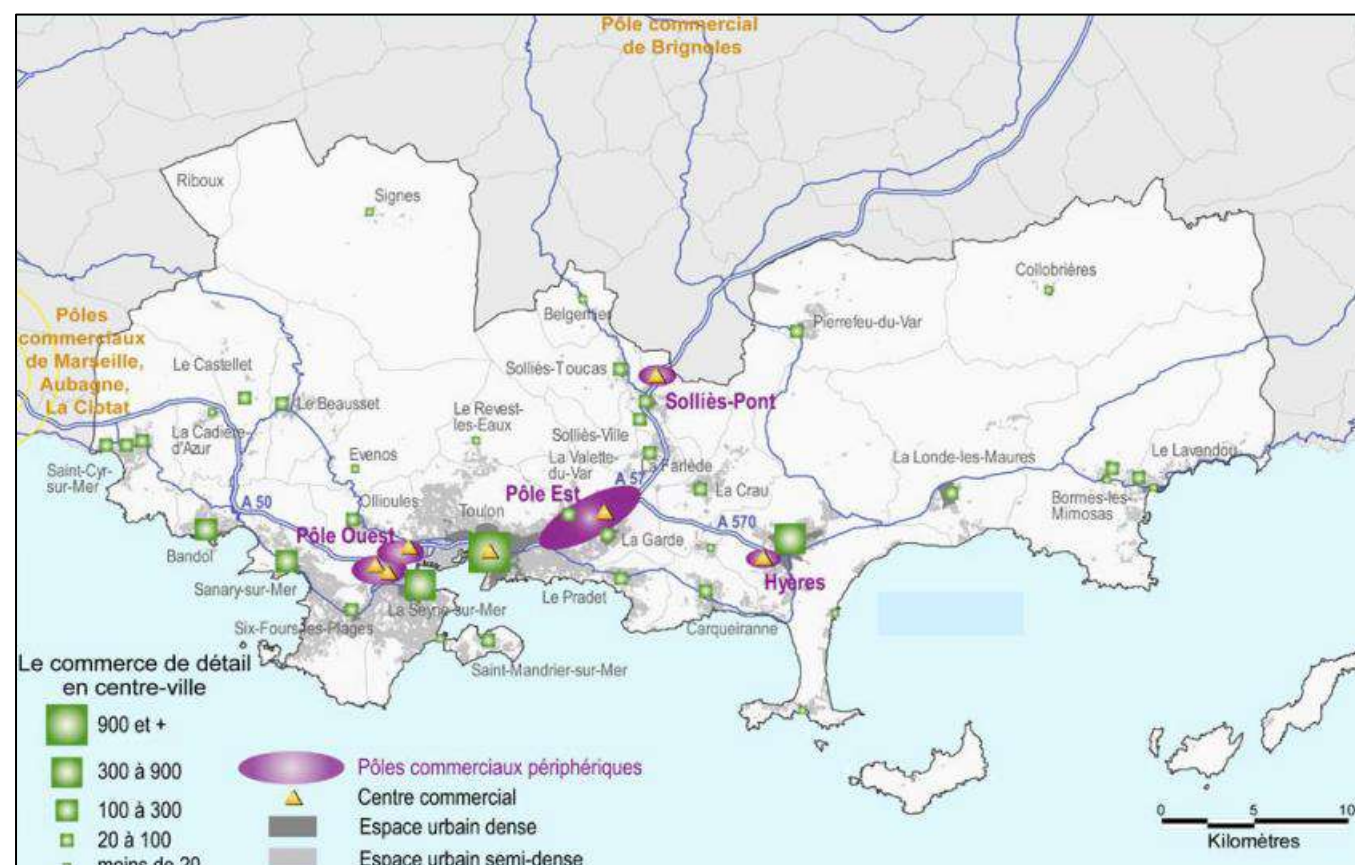 Pôle commercial
de Brignoles
Riboux
Signes
Collobrières
Belgentier
Pierrefeu-du-Var
Pôles
commerciaux
de Marseille,
Aubagne,
La Ciotat
Le Castellet
Solliès-Toucas
Solliès-Pont
Le Beausset
Le Revest-
les-Eaux
La Cadière-
d'Azur
Solliès-Ville
Evenos
La Valette-
du-Var
La Farlède
La Londe-les-Maures
Le Lavandou
Saint-Cyr-
sur-Mer
A 57
La Crau
Bormes-les-
Mimosas
Pôle Est
Ollioules
A 50
Toulon
A 570
Pôle Ouest
La Garde
Bandol
Hyères
Sanary-sur-Mer
Le Pradet
La Seyne-sur-Mer
Six-Fours-les-Plages
Carqueiranne
Saint-Mandrier-sur-Mer
Le commerce de détail
en centre-ville
900 et +
300 à 900
100 à 300
20 à 100
moins de 20
Pôles commerciaux périphériques
Centre commercial
Espace urbain dense
Espace urbain semi-dense
0 5 10
Kilomètres